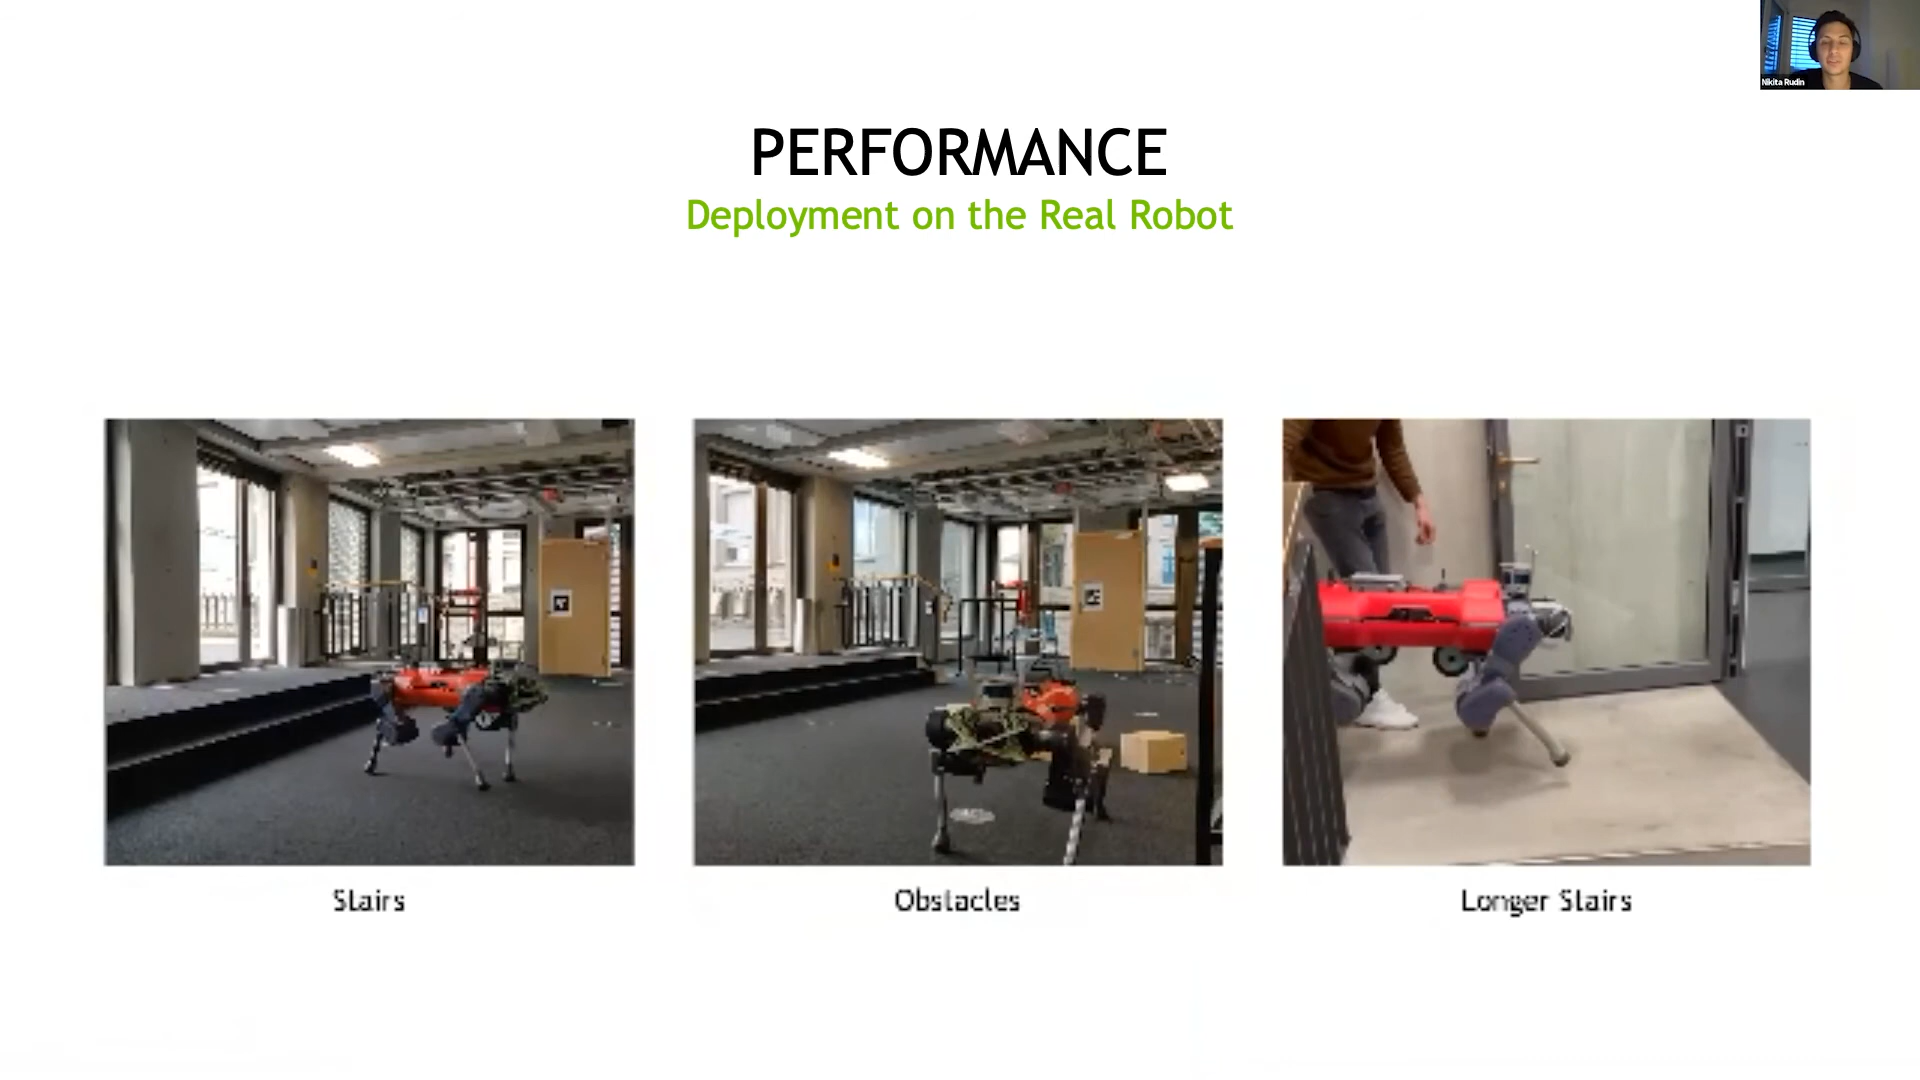 Nikita Rudin
PERFORMANCE
Deployment on the Real Robot
Stairs
Obstacles
Longer Stairs